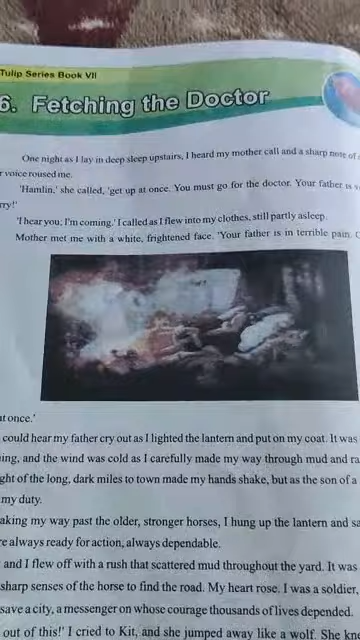 Tulip Series Book VII
6. Fetching the Doctor
One night as I lay in deep sleep upstairs, I heard my mother call and a sharp note of
voice roused me.
'Hamlin,' she called, 'get up at once. You must go for the doctor. Your father is
'I hear you; I'm coming,' I called as I flew into my clothes, still partly asleep.
Mother met me with a white, frightened face. 'Your father is in terrible pain.
at once.'
could hear my father cry out as I lighted the lantern and put on my coat. It was
ing, and the wind was cold as I carefully made my way through mud and
ght of the long, dark miles to town made my hands shake, but as the son of a
my duty.
aking my way past the older, stronger horses, I hung up the lantern and
re always ready for action, always dependable.
and I flew off with a rush that scattered mud throughout the yard. It was
sharp senses of the horse to find the road. My heart rose. I was a soldier,
save a city, a messenger on whose courage thousands of lives depended.
out of this!' I cried to Kit, and she jumped away like a wolf. She